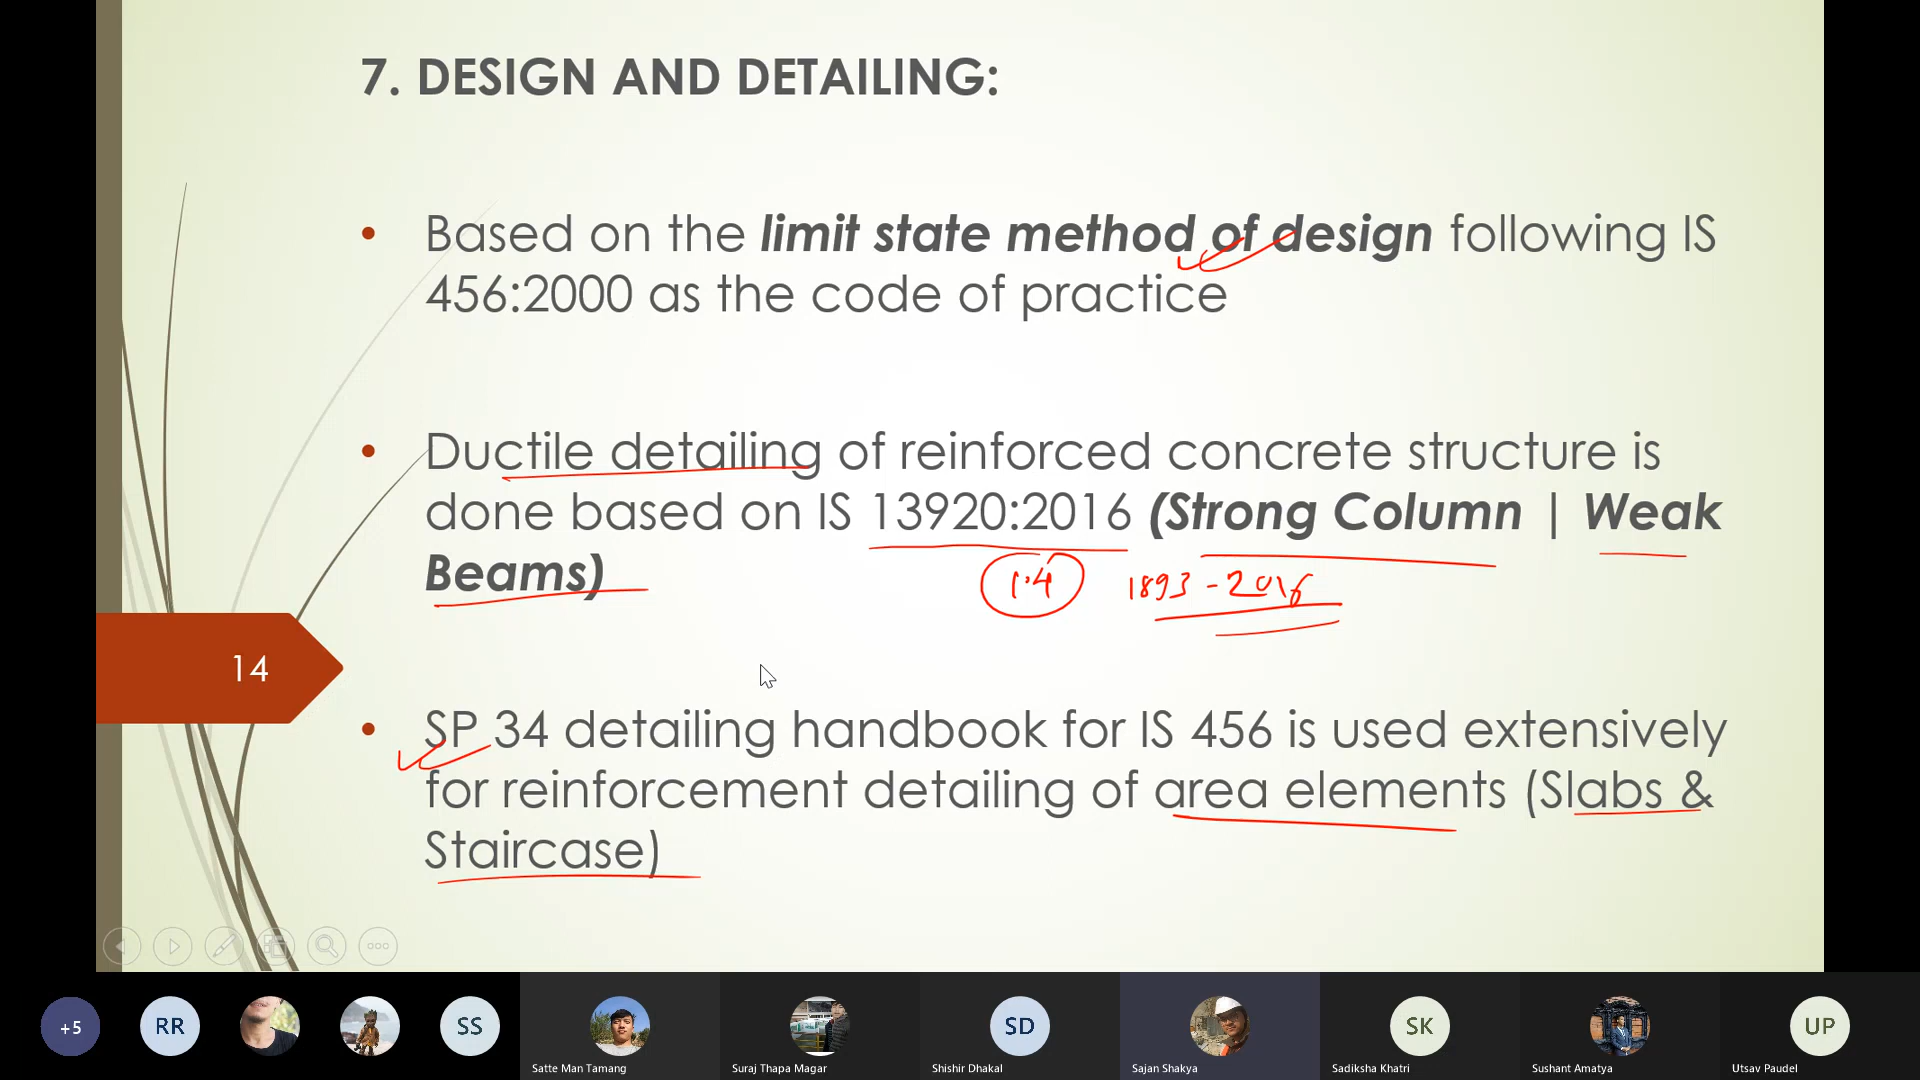 7. DESIGN AND DETAILING:
• Based on the limit state method of design following IS
456:2000 as the code of practice
• Ductile detailing of reinforced concrete structure is
done based on IS 13920:2016 (Strong Column | Weak
Beams)
1.4 1893 - 2016
14
• SP 34 detailing handbook for IS 456 is used extensively
for reinforcement detailing of area elements (Slabs &
Staircase)
+5 RR SS SD SK UP
Satte Man Tamang Suraj Thapa Magar Shishir Dhakal Sajan Shakya Sadiksha Khatri Sushant Amatya Utsav Paudel